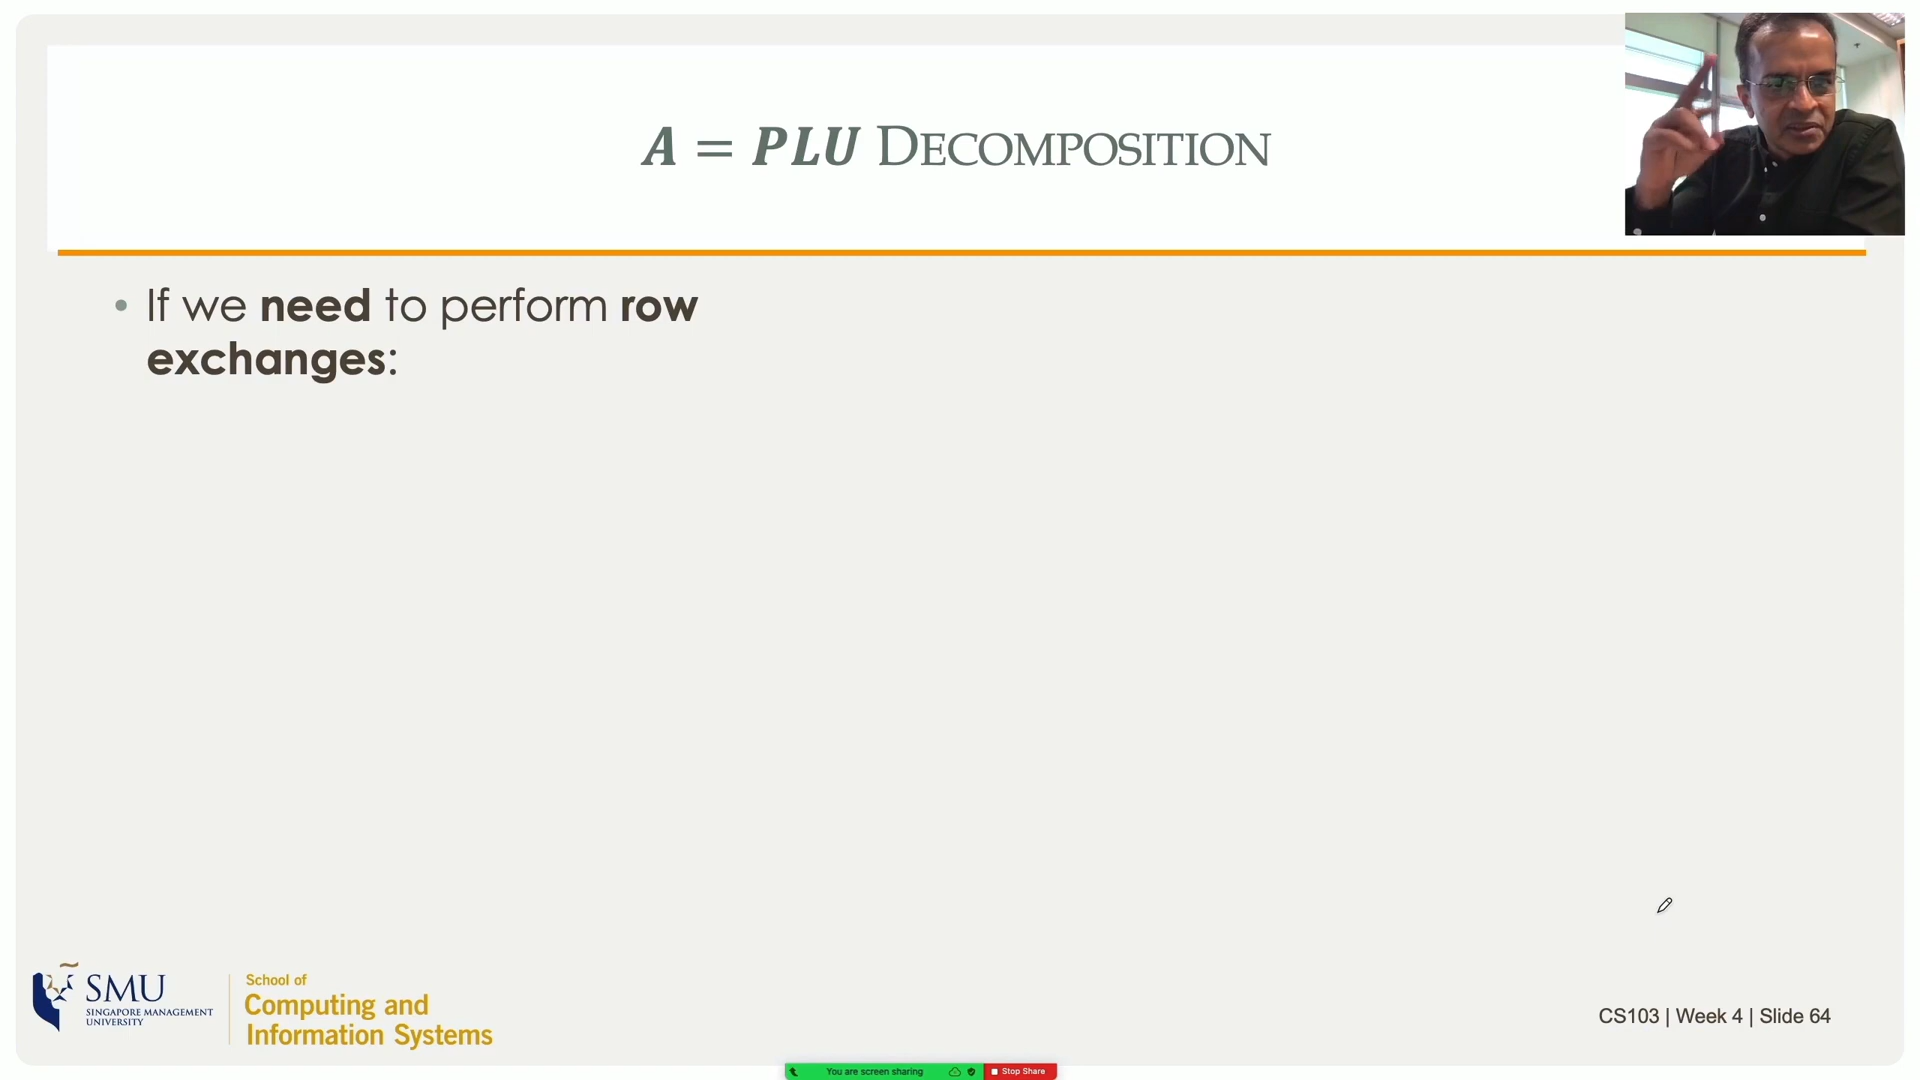 A = PLU DECOMPOSITION
• If we need to perform row
exchanges:
SMU
SINGAPORE MANAGEMENT
UNIVERSITY
School of
Computing and
Information Systems
CS103 | Week 4 | Slide 64
You are screen sharing
Stop Share